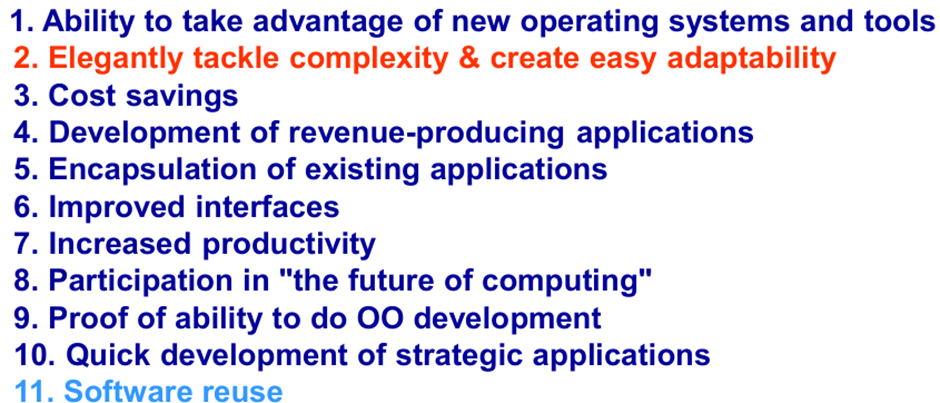 1. Ability to take advantage of new operating systems and tools
2. Elegantly tackle complexity & create easy adaptability
3. Cost savings
4. Development of revenue-producing applications
5. Encapsulation of existing applications
6. Improved interfaces
7. Increased productivity
8. Participation in "the future of computing"
9. Proof of ability to do OO development
10. Quick development of strategic applications
11. Software reuse